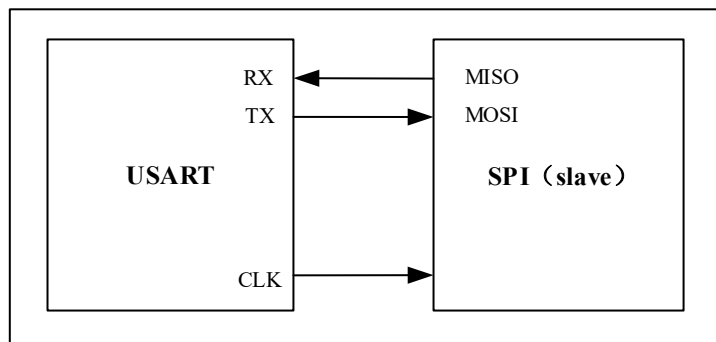 RX
MISO
TX
MOSI
USART
SPI（slave）
CLK